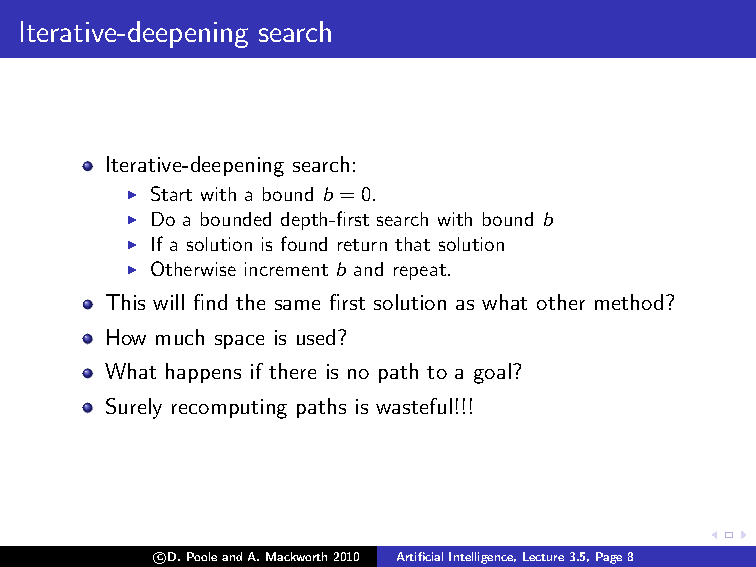 Iterative-deepening search
Iterative-deepening search:
Start with a bound b = 0.
Do a bounded depth-first search with bound b
If a solution is found return that solution
Otherwise increment b and repeat.
This will find the same first solution as what other method?
How much space is used?
What happens if there is no path to a goal?
Surely recomputing paths is wasteful!!!
©D. Poole and A. Mackworth 2010
Artificial Intelligence, Lecture 3.5, Page 8